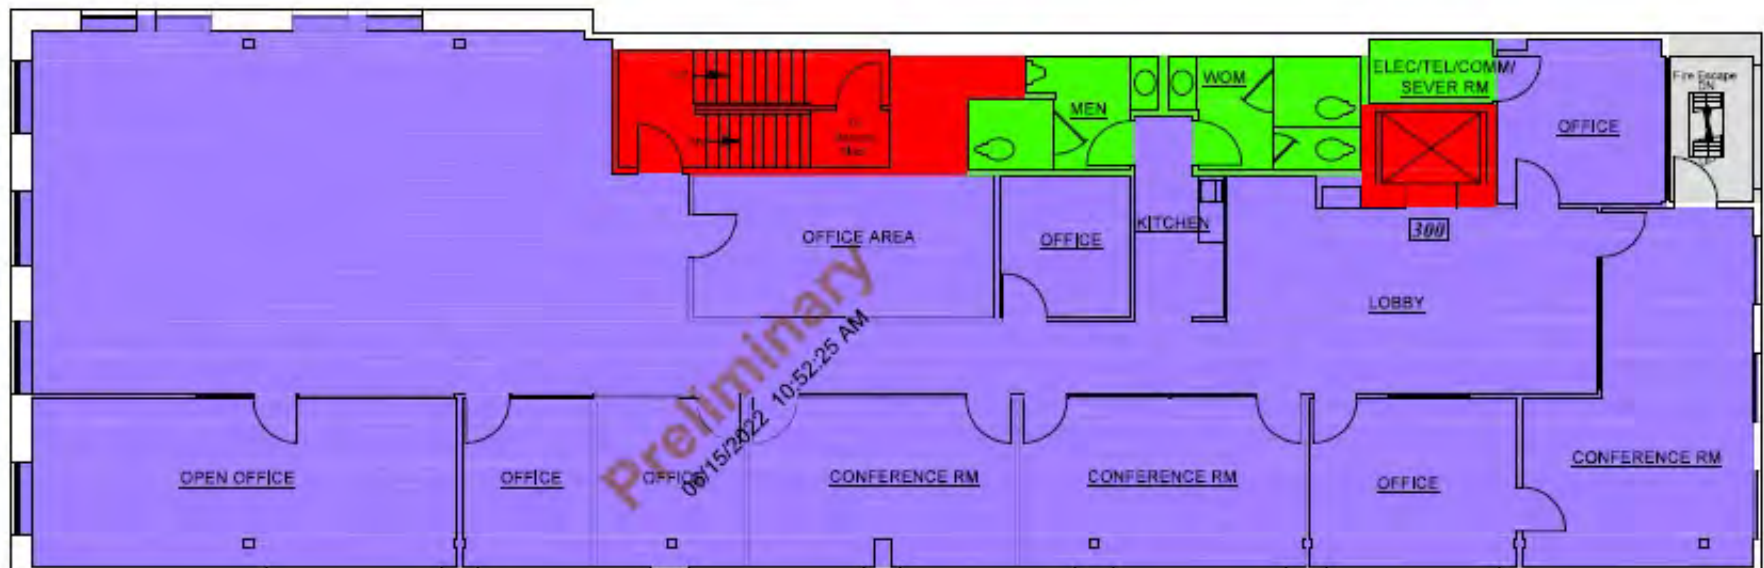 ELEC/TEL/COMM/
SEVER RM
WOM
MEN
Fire Escape
DN
OFFICE
OFFICE AREA
OFFICE
KITCHEN
300
LOBBY
Preliminary
06/15/2022 10:52:25 AM
OPEN OFFICE
OFFICE
OFFICE
CONFERENCE RM
CONFERENCE RM
OFFICE
CONFERENCE RM